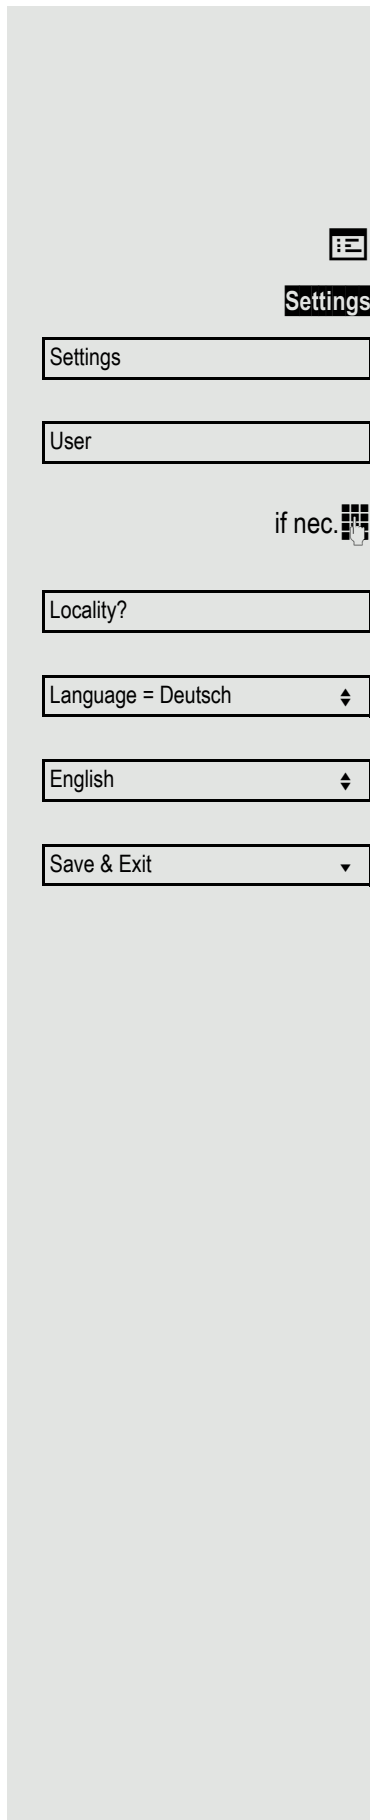 Settings
Settings
User
if nec.
Locality?
Language = Deutsch
English
Save & Exit